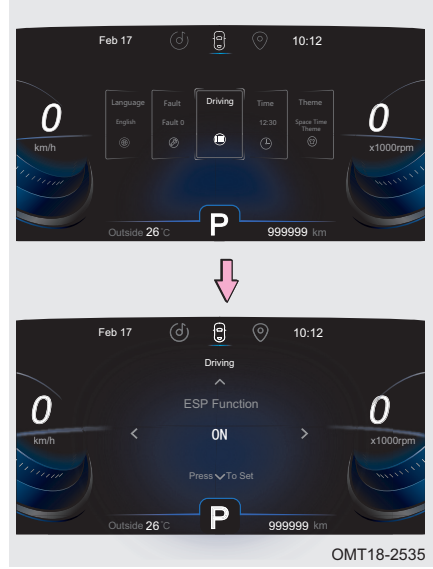 Feb 17 10:12
Language Fault Driving Time Theme
English Fault 0 12:30 Space Time
Theme
0 0
km/h x1000rpm
Outside 26°C P 999999 km
Feb 17 10:12
Driving
ESP Function
0 ON 0
km/h x1000rpm
Press To Set
Outside 26°C P 999999 km
OMT18-2535